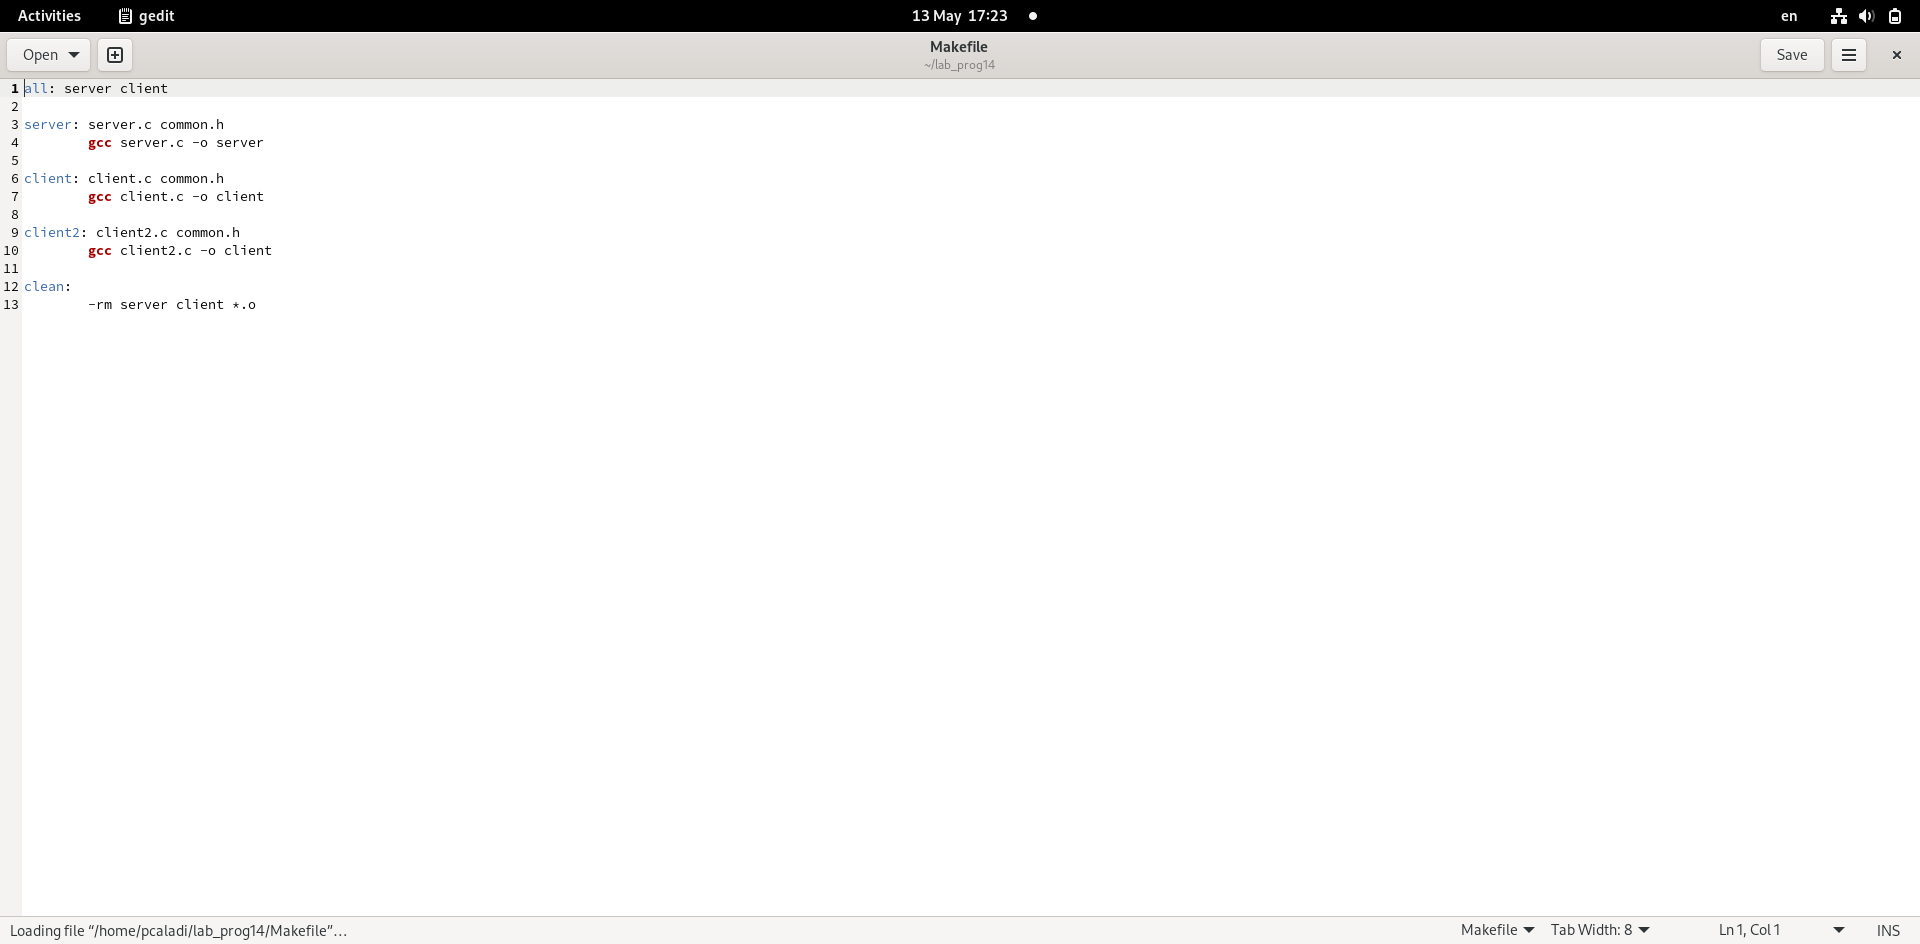 Activities gedit 13 May 17:23 en
Open Makefile Save
~/lab_prog14
1 all: server client
2
3 server: server.c common.h
4 gcc server.c -o server
5
6 client: client.c common.h
7 gcc client.c -o client
8
9 client2: client2.c common.h
10 gcc client2.c -o client
11
12 clean:
13 -rm server client *.o
Loading file “/home/pcaladi/lab_prog14/Makefile”… Makefile Tab Width: 8 Ln 1, Col 1 INS